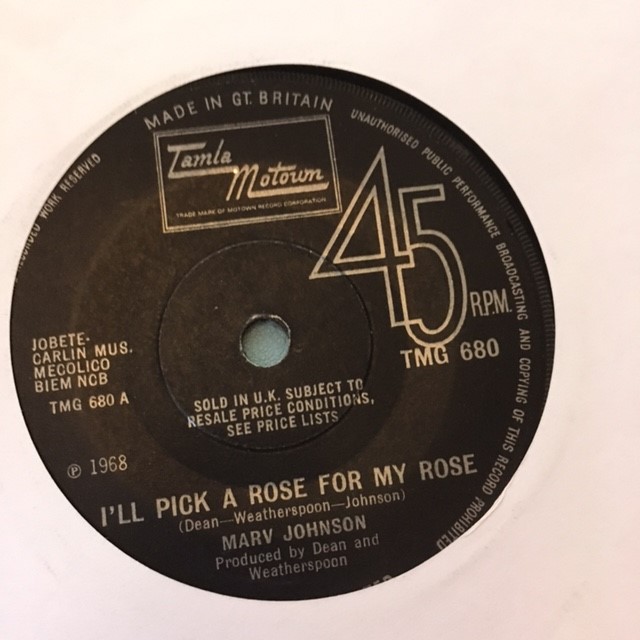 MADE IN GT. BRITAIN
UNAUTHORISED PUBLIC PERFORMANCE BROADCASTING AND COPYING OF THIS RECORD PROHIBITED
WORK RESERVED
Tamla
Motown
TRADE MARK OF MOTOWN RECORD CORPORATION
45
R.P.M.
TMG 680
JOBETE-
CARLIN MUS.
MECOLICO
BIEM NCB
TMG 680 A
SOLD IN U.K. SUBJECT TO
RESALE PRICE CONDITIONS,
SEE PRICE LISTS
℗ 1968
I'LL PICK A ROSE FOR MY ROSE
(Dean—Weatherspoon—Johnson)
MARV JOHNSON
Produced by Dean and
Weatherspoon